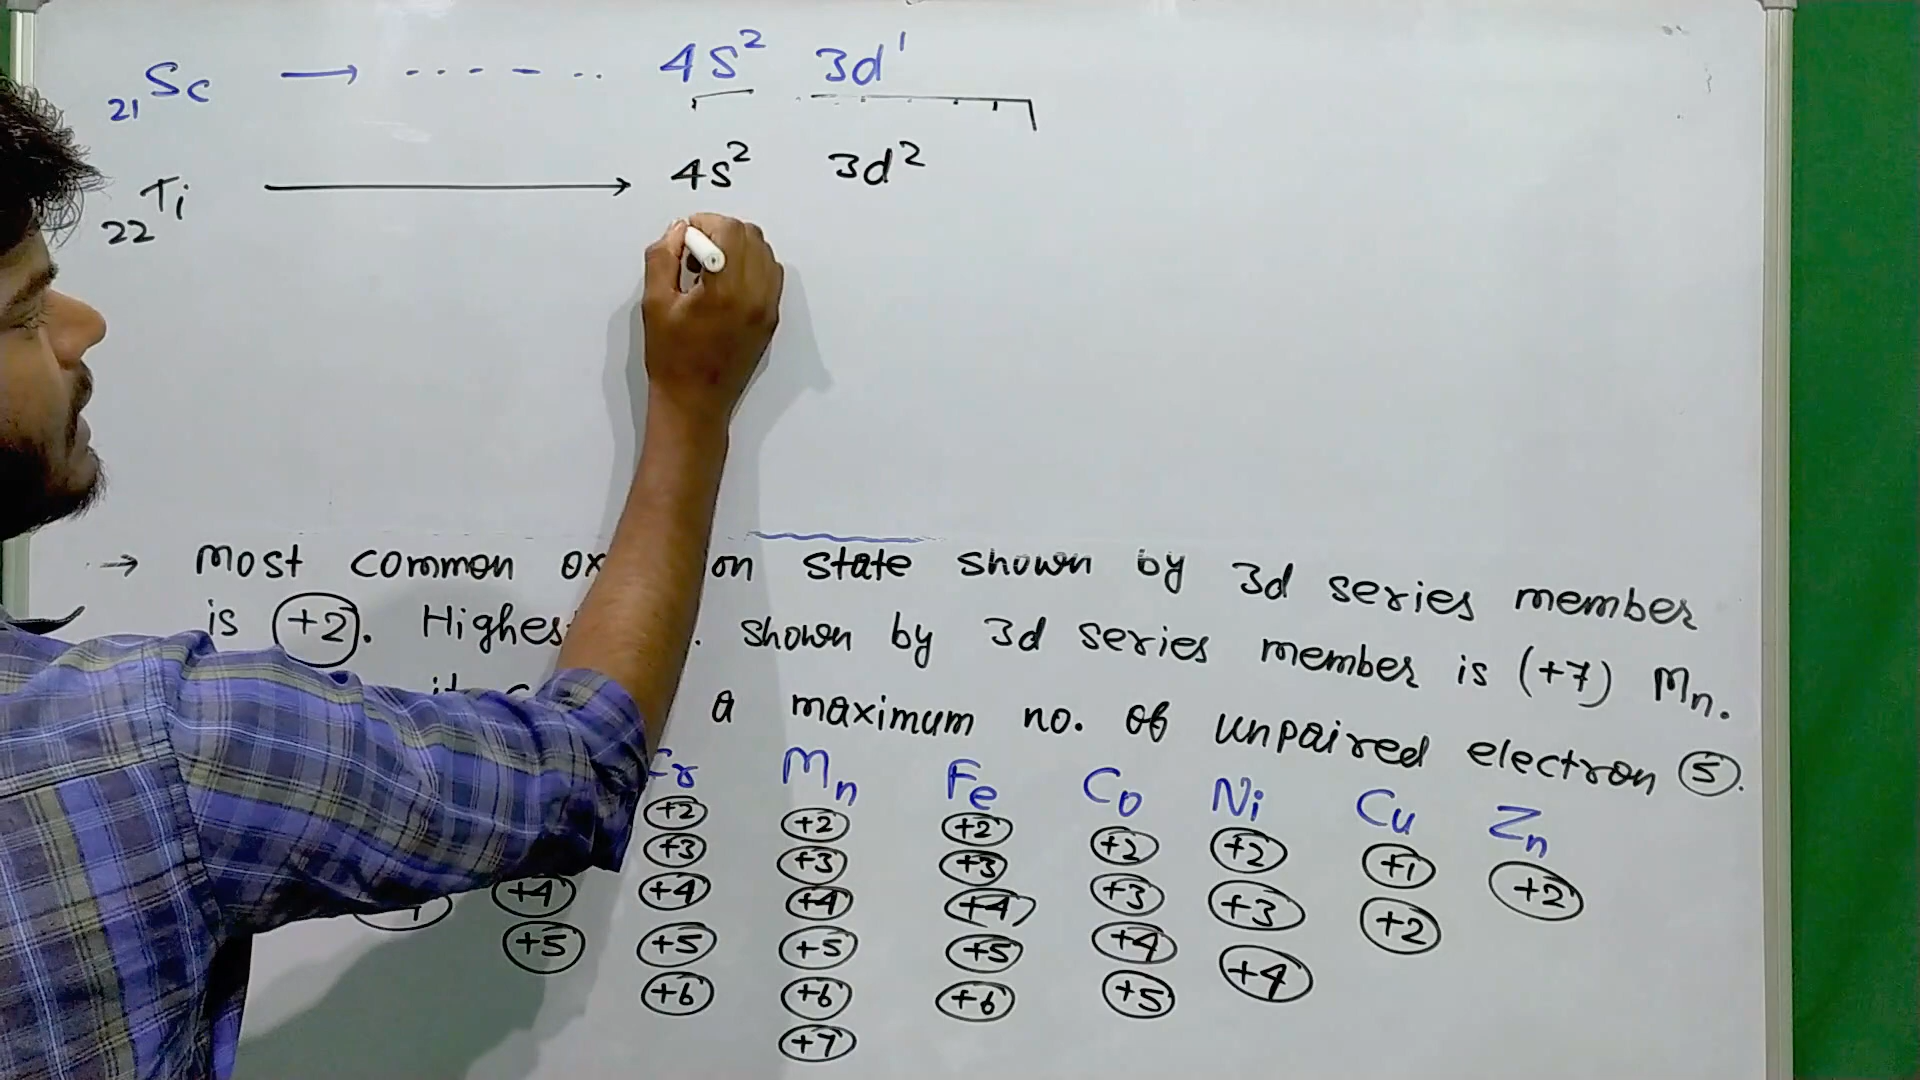 21Sc → ------ 4s² 3d¹
22Ti → 4s² 3d²
→ most common on state shown by 3d series member
is +2. Highes . shown by 3d series member is (+7) Mn.
a maximum no. of unpaired electron 5.
Mn Fe Co Ni Cu Zn
+2 +2 +2 +2 +2 +1 +2
+3 +3 +3 +3 +3 +2
+4 +4 +4 +4 +4 +4
+5 +5 +5 +5 +5
+6 +6 +6
+7